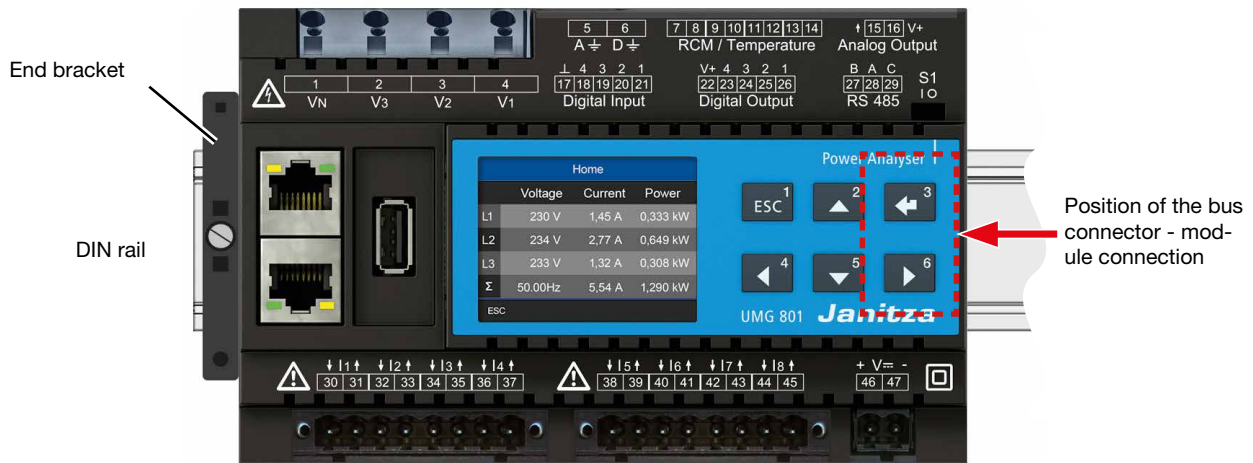 5 6
A ⏚ D ⏚
7 8 9 10 11 12 13 14
RCM / Temperature
↑ 15 16 V+
Analog Output
End bracket
1 2 3 4
VN V3 V2 V1
⊥ 4 3 2 1
17 18 19 20 21
Digital Input
V+ 4 3 2 1
22 23 24 25 26
Digital Output
B A C
27 28 29
RS 485
S1
I O
Power Analyser
Home
Voltage Current Power
L1 230 V 1,45 A 0,333 kW
L2 234 V 2,77 A 0,649 kW
L3 233 V 1,32 A 0,308 kW
Σ 50.00Hz 5,54 A 1,290 kW
ESC
ESC 1
▲ 2
← 3
◀ 4
▼ 5
▶ 6
UMG 801 Janitza
DIN rail
Position of the bus
connector - mod-
ule connection
↓ I1 ↑ ↓ I2 ↑ ↓ I3 ↑ ↓ I4 ↑
30 31 32 33 34 35 36 37
↓ I5 ↑ ↓ I6 ↑ ↓ I7 ↑ ↓ I8 ↑
38 39 40 41 42 43 44 45
+ V⎓ -
46 47